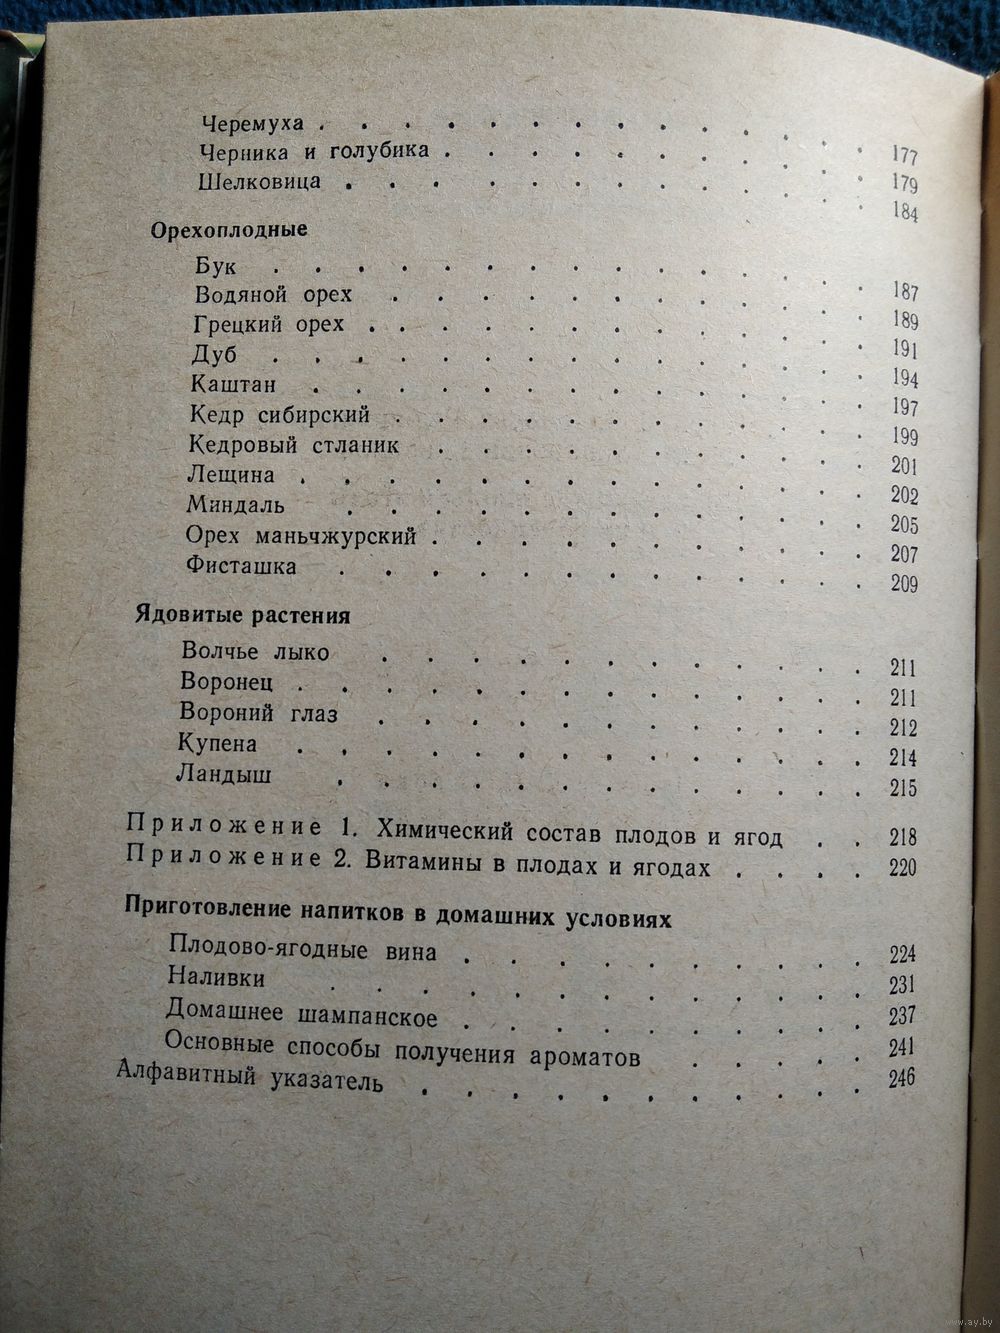 Черемуха . . . . . . . . . . . . . 177
Черника и голубика . . . . . . . . . . 179
Шелковица . . . . . . . . . . . . 184
Орехоплодные
Бук . . . . . . . . . . . . . . 187
Водяной орех . . . . . . . . . . . 189
Грецкий орех . . . . . . . . . . . 191
Дуб . . . . . . . . . . . . . . 194
Каштан . . . . . . . . . . . . . 197
Кедр сибирский . . . . . . . . . . . 199
Кедровый стланик . . . . . . . . . . 201
Лещина . . . . . . . . . . . . . 202
Миндаль . . . . . . . . . . . . 205
Орех маньчжурский . . . . . . . . . . 207
Фисташка . . . . . . . . . . . . 209
Ядовитые растения
Волчье лыко . . . . . . . . . . . 211
Воронец . . . . . . . . . . . . . 211
Вороний глаз . . . . . . . . . . . 212
Купена . . . . . . . . . . . . . 214
Ландыш . . . . . . . . . . . . 215
Приложение 1. Химический состав плодов и ягод . . 218
Приложение 2. Витамины в плодах и ягодах . . . . 220
Приготовление напитков в домашних условиях
Плодово-ягодные вина . . . . . . . . . . 224
Наливки . . . . . . . . . . . . 231
Домашнее шампанское . . . . . . . . . . 237
Основные способы получения ароматов . . . . . 241
Алфавитный указатель . . . . . . . . . . 246
www.ay.by